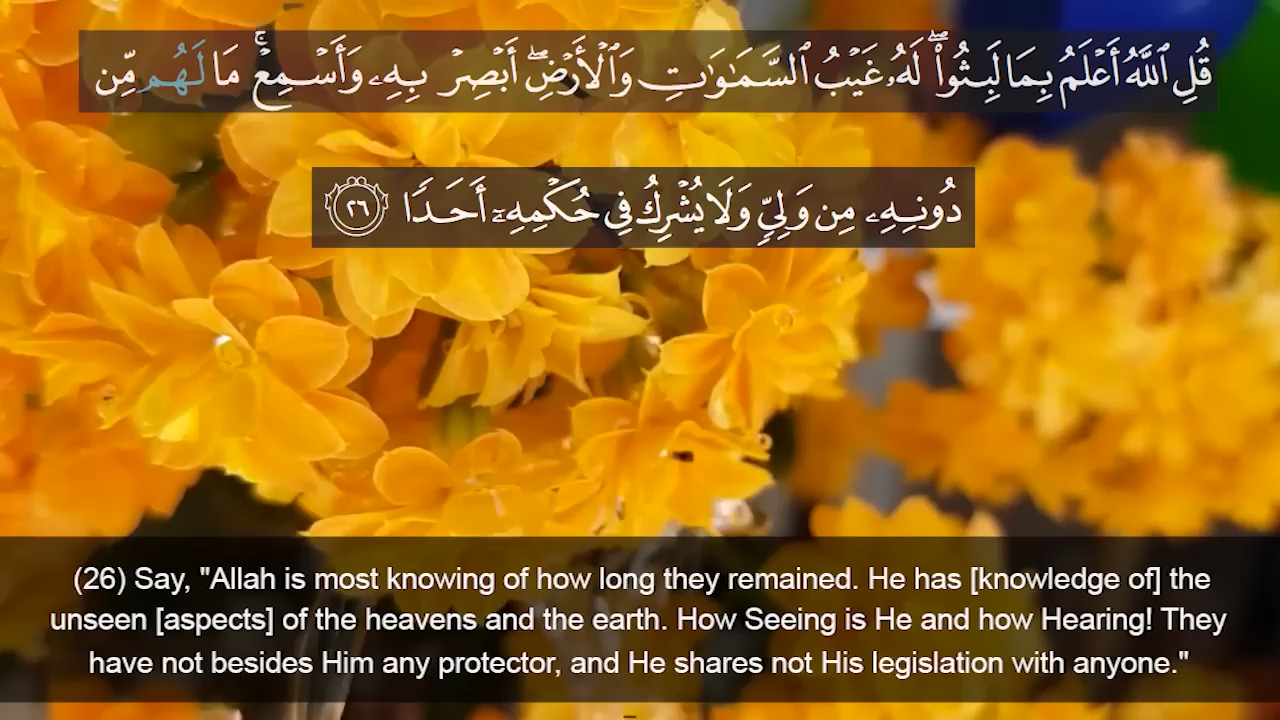 قُلِ ٱللَّهُ أَعْلَمُ بِمَا لَبِثُوا۟ ۖ لَهُۥ غَيْبُ ٱلسَّمَـٰوَٰتِ وَٱلْأَرْضِ ۖ أَبْصِرْ بِهِۦ وَأَسْمِعْ ۚ مَا لَهُم مِّن
دُونِهِۦ مِن وَلِىٍّ وَلَا يُشْرِكُ فِى حُكْمِهِۦٓ أَحَدًا ٢٦
(26) Say, "Allah is most knowing of how long they remained. He has [knowledge of] the
unseen [aspects] of the heavens and the earth. How Seeing is He and how Hearing! They
have not besides Him any protector, and He shares not His legislation with anyone."